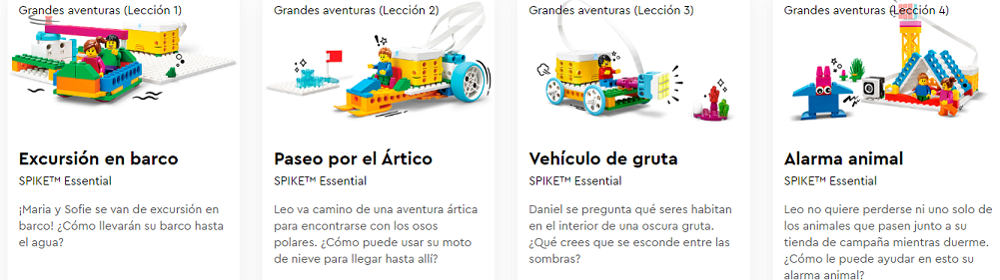 Grandes aventuras (Lección 1)
Excursión en barco
SPIKE™ Essential
¡Maria y Sofie se van de excursión en
barco! ¿Cómo llevarán su barco hasta
el agua?
Grandes aventuras (Lección 2)
Paseo por el Ártico
SPIKE™ Essential
Leo va camino de una aventura ártica
para encontrarse con los osos
polares. ¿Cómo puede usar su moto
de nieve para llegar hasta allí?
Grandes aventuras (Lección 3)
Vehículo de gruta
SPIKE™ Essential
Daniel se pregunta qué seres habitan
en el interior de una oscura gruta.
¿Qué crees que se esconde entre las
sombras?
Grandes aventuras (Lección 4)
Alarma animal
SPIKE™ Essential
Leo no quiere perderse ni uno solo de
los animales que pasen junto a su
tienda de campaña mientras duerme.
¿Cómo le puede ayudar en esto su
alarma animal?